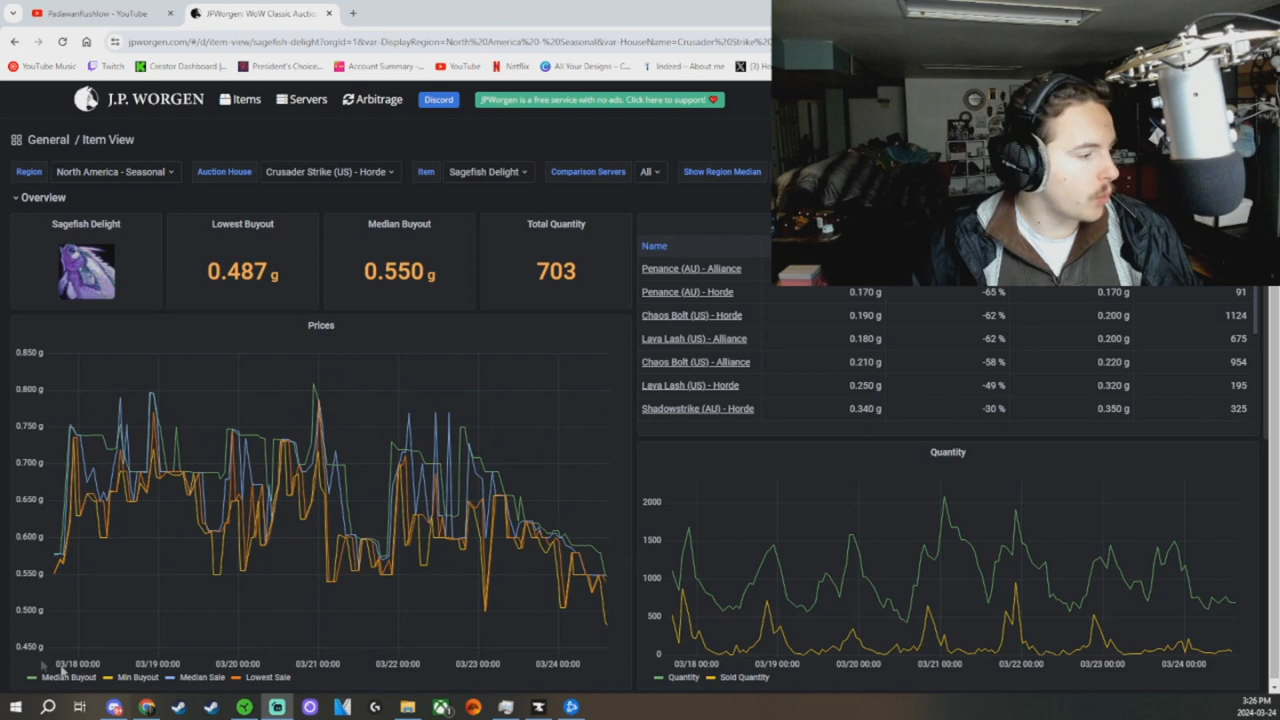 PadawanKushlow - YouTube
JPWorgen: WoW Classic Auctio
jpworgen.com/#/d/item-view/sagefish-delight?orgId=1&var-DisplayRegion=North%20America%20-%20Seasonal&var-HouseName=Crusader%20Strike%20
YouTube Music
Twitch
Creator Dashboard |...
President's Choice...
Account Summary -...
YouTube
Netflix
All Your Designs – C...
Indeed – About me
(3) Ho
J.P. WORGEN
Items
Servers
Arbitrage
Discord
JPWorgen is a free service with no ads. Click here to support!
General / Item View
Region
North America - Seasonal
Auction House
Crusader Strike (US) - Horde
Item
Sagefish Delight
Comparison Servers
All
Show Region Median
Overview
Sagefish Delight
Lowest Buyout
0.487 g
Median Buyout
0.550 g
Total Quantity
703
Name
Penance (AU) - Alliance
Penance (AU) - Horde 0.170 g -65 % 0.170 g 91
Chaos Bolt (US) - Horde 0.190 g -62 % 0.200 g 1124
Lava Lash (US) - Alliance 0.180 g -62 % 0.200 g 675
Chaos Bolt (US) - Alliance 0.210 g -58 % 0.220 g 954
Lava Lash (US) - Horde 0.250 g -49 % 0.320 g 195
Shadowstrike (AU) - Horde 0.340 g -30 % 0.350 g 325
Prices
0.850 g
0.800 g
0.750 g
0.700 g
0.650 g
0.600 g
0.550 g
0.500 g
0.450 g
03/18 00:00 03/19 00:00 03/20 00:00 03/21 00:00 03/22 00:00 03/23 00:00 03/24 00:00
Median Buyout Min Buyout Median Sale Lowest Sale
Quantity
2000
1500
1000
500
0
03/18 00:00 03/19 00:00 03/20 00:00 03/21 00:00 03/22 00:00 03/23 00:00 03/24 00:00
Quantity Sold Quantity
3:26 PM
2024-03-24